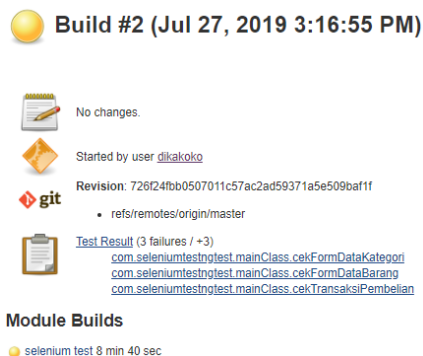 Build #2 (Jul 27, 2019 3:16:55 PM)
No changes.
Started by user dikakoko
git
Revision: 726f24fbb0507011c57ac2ad59371a5e509baf1f
refs/remotes/origin/master
Test Result (3 failures / +3)
com.seleniumtestngtest.mainClass.cekFormDataKategori
com.seleniumtestngtest.mainClass.cekFormDataBarang
com.seleniumtestngtest.mainClass.cekTransaksiPembelian
Module Builds
selenium test 8 min 40 sec